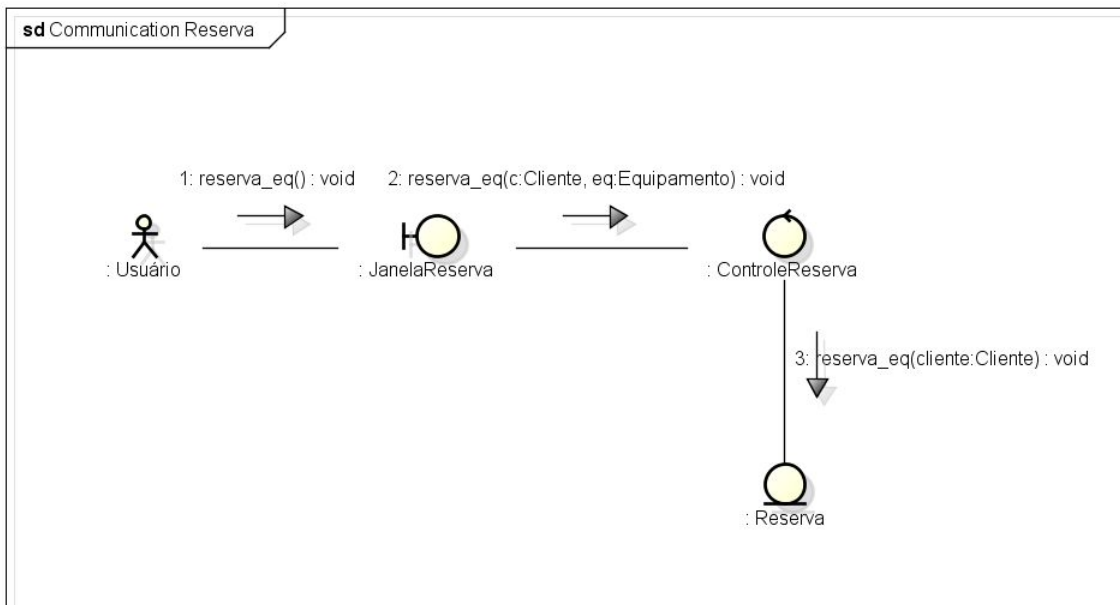 sd Communication Reserva
1: reserva_eq() : void
2: reserva_eq(c:Cliente, eq:Equipamento) : void
: Usuário
: JanelaReserva
: ControleReserva
3: reserva_eq(cliente:Cliente) : void
: Reserva